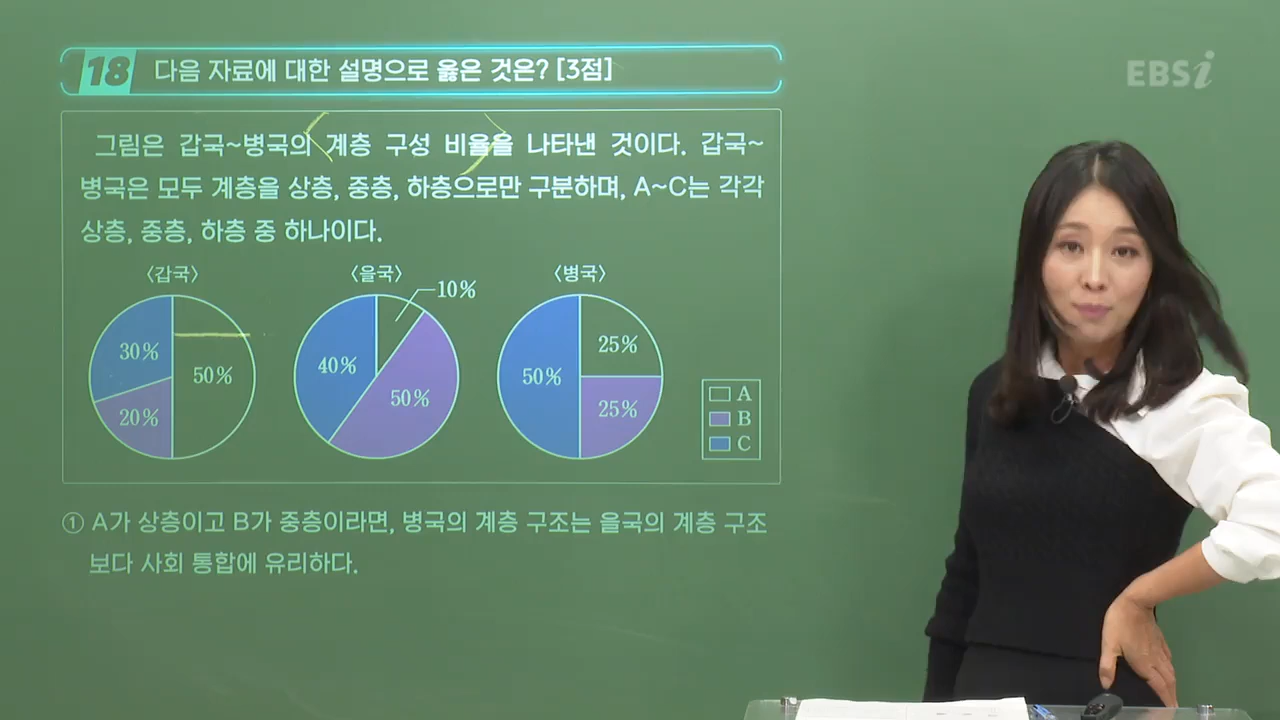 18 다음 자료에 대한 설명으로 옳은 것은? [3점]
EBSi
그림은 갑국~병국의 계층 구성 비율을 나타낸 것이다. 갑국~
병국은 모두 계층을 상층, 중층, 하층으로만 구분하며, A~C는 각각
상층, 중층, 하층 중 하나이다.
〈갑국〉 〈을국〉 〈병국〉
30% 50% 20%
10% 40% 50%
50% 25% 25%
A
B
C
① A가 상층이고 B가 중층이라면, 병국의 계층 구조는 을국의 계층 구조
보다 사회 통합에 유리하다.